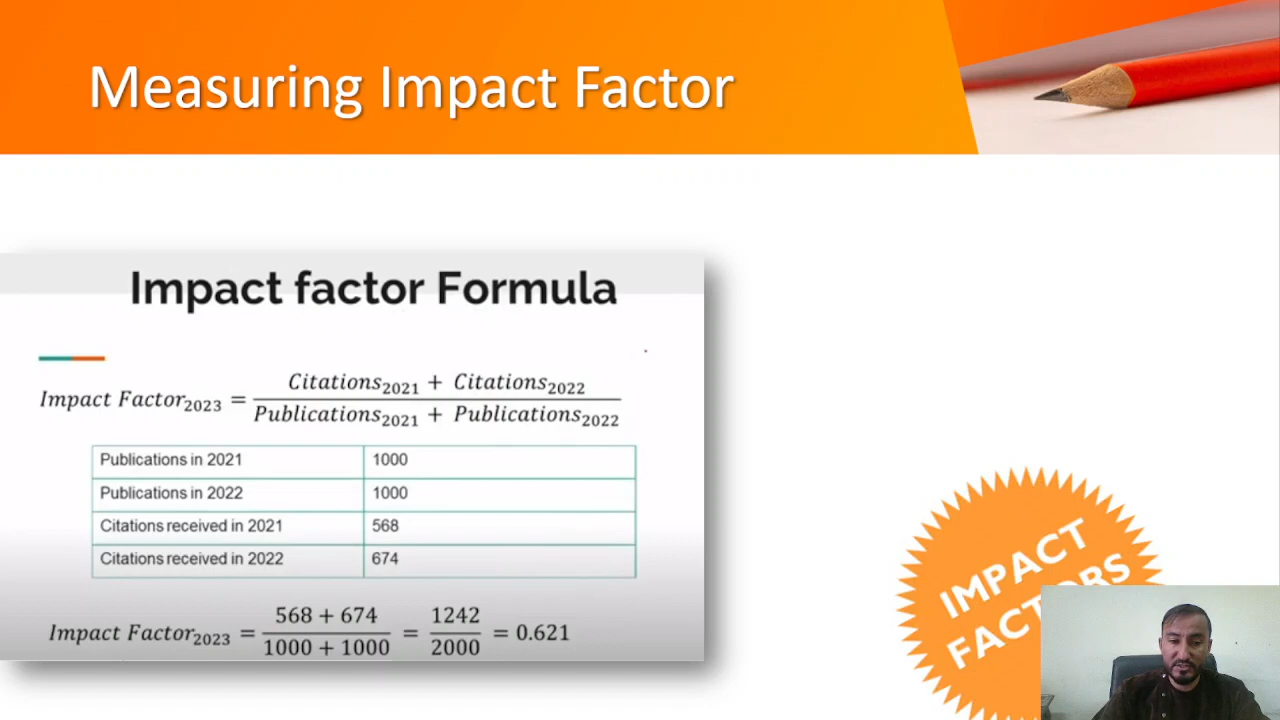 Measuring Impact Factor
Impact factor Formula
Impact Factor₂₀₂₃ = (Citations₂₀₂₁ + Citations₂₀₂₂) / (Publications₂₀₂₁ + Publications₂₀₂₂)
Publications in 2021 1000
Publications in 2022 1000
Citations received in 2021 568
Citations received in 2022 674
Impact Factor₂₀₂₃ = (568 + 674) / (1000 + 1000) = 1242 / 2000 = 0.621
IMPACT